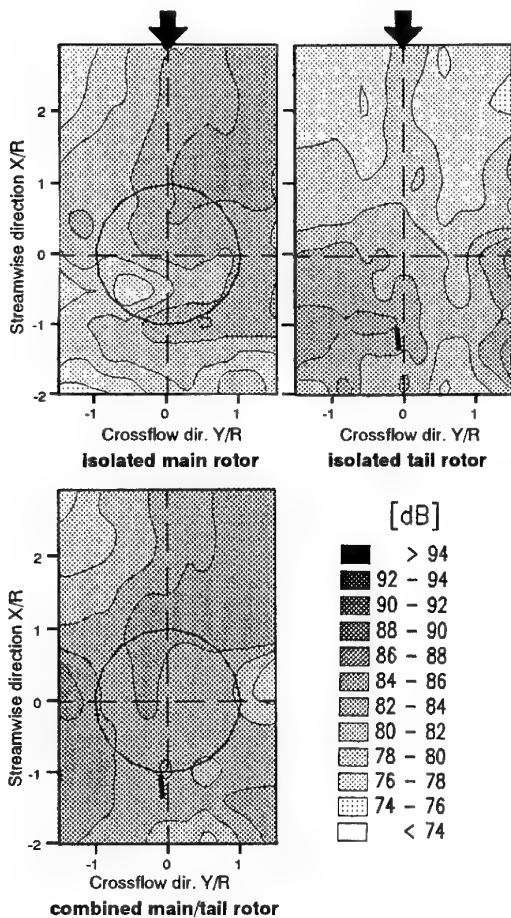 Streamwise direction X/R
2
1
0
-1
-2
-1 0 1
Crossflow dir. Y/R
isolated main rotor
-1 0 1
Crossflow dir. Y/R
isolated tail rotor
Streamwise direction X/R
2
1
0
-1
-2
-1 0 1
Crossflow dir. Y/R
combined main/tail rotor
[dB]
> 94
92 - 94
90 - 92
88 - 90
86 - 88
84 - 86
82 - 84
80 - 82
78 - 80
76 - 78
74 - 76
< 74